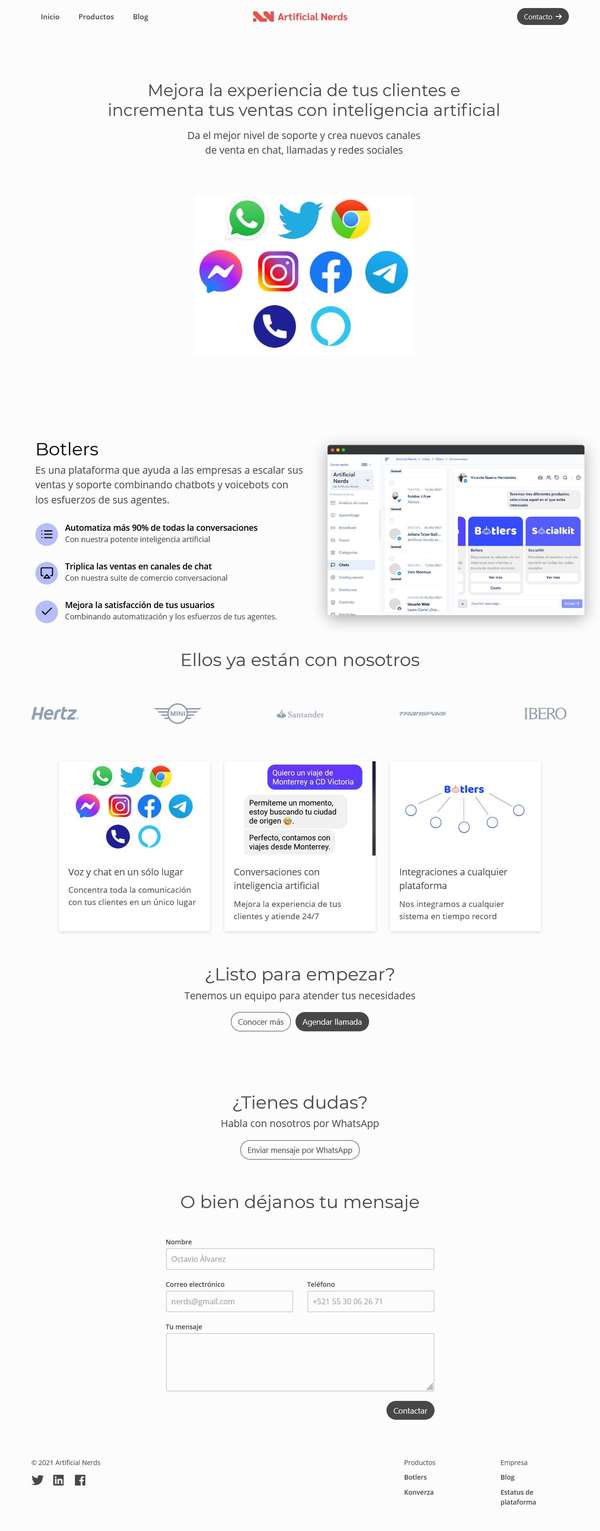 Inicio
Productos
Blog
Artificial Nerds
Contacto
Mejora la experiencia de tus clientes e
incrementa tus ventas con inteligencia artificial
Da el mejor nivel de soporte y crea nuevos canales
de venta en chat, llamadas y redes sociales
Botlers
Es una plataforma que ayuda a las empresas a escalar sus
ventas y soporte combinando chatbots y voicebots con
los esfuerzos de sus agentes.
Automatiza más 90% de todas la conversaciones
Con nuestra potente inteligencia artificial
Triplica las ventas en canales de chat
Con nuestra suite de comercio conversacional
Mejora la satisfacción de tus usuarios
Combinando automatización y los esfuerzos de tus agentes.
Artificial
Nerds
Chats
Botlers
Socialkit
Ver mas
Ver mas
Ellos ya están con nosotros
Hertz
MINI
Santander
TRANSPAIS
IBERO
Voz y chat en un sólo lugar
Concentra toda la comunicación
con tus clientes en un único lugar
Quiero un viaje de
Monterrey a CD Victoria
Permíteme un momento,
estoy buscando tu ciudad
de origen 🤓.
Perfecto, contamos con
viajes desde Monterrey.
Conversaciones con
inteligencia artificial
Mejora la experiencia de tus
clientes y atiende 24/7
Botlers
Integraciones a cualquier
plataforma
Nos integramos a cualquier
sistema en tiempo record
¿Listo para empezar?
Tenemos un equipo para atender tus necesidades
Conocer más
Agendar llamada
¿Tienes dudas?
Habla con nosotros por WhatsApp
Enviar mensaje por WhatsApp
O bien déjanos tu mensaje
Nombre
Octavio Álvarez
Correo electrónico
Teléfono
nerds@gmail.com
+521 55 30 06 26 71
Tu mensaje
Contactar
© 2021 Artificial Nerds
Productos
Botlers
Konverza
Empresa
Blog
Estatus de
plataforma